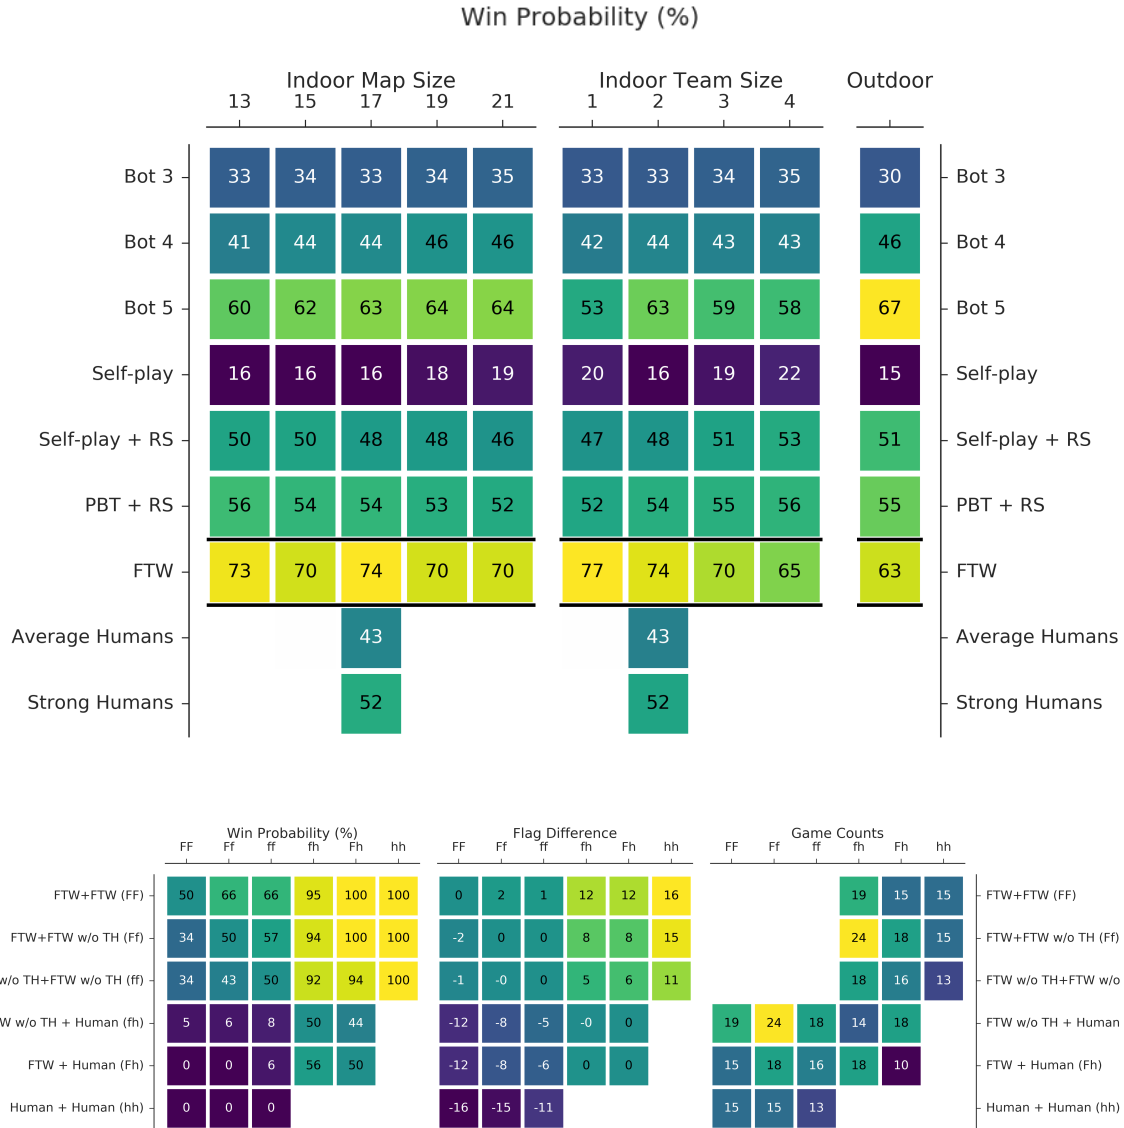 Win Probability (%)
Indoor Map Size Indoor Team Size Outdoor
13 15 17 19 21 1 2 3 4
Bot 3 33 34 33 34 35 33 33 34 35 30 Bot 3
Bot 4 41 44 44 46 46 42 44 43 43 46 Bot 4
Bot 5 60 62 63 64 64 53 63 59 58 67 Bot 5
Self-play 16 16 16 18 19 20 16 19 22 15 Self-play
Self-play + RS 50 50 48 48 46 47 48 51 53 51 Self-play + RS
PBT + RS 56 54 54 53 52 52 54 55 56 55 PBT + RS
FTW 73 70 74 70 70 77 74 70 65 63 FTW
Average Humans 43 43 Average Humans
Strong Humans 52 52 Strong Humans
Win Probability (%) Flag Difference Game Counts
FF Ff ff fh Fh hh FF Ff ff fh Fh hh FF Ff ff fh Fh hh
FTW+FTW (FF) 50 66 66 95 100 100 0 2 1 12 12 16 19 15 15 FTW+FTW (FF)
FTW+FTW w/o TH (Ff) 34 50 57 94 100 100 -2 0 0 8 8 15 24 18 15 FTW+FTW w/o TH (Ff)
w/o TH+FTW w/o TH (ff) 34 43 50 92 94 100 -1 -0 0 5 6 11 18 16 13 FTW w/o TH+FTW w/o
W w/o TH + Human (fh) 5 6 8 50 44 -12 -8 -5 -0 0 19 24 18 14 18 FTW w/o TH + Human
FTW + Human (Fh) 0 0 6 56 50 -12 -8 -6 0 0 15 18 16 18 10 FTW + Human (Fh)
Human + Human (hh) 0 0 0 -16 -15 -11 15 15 13 Human + Human (hh)